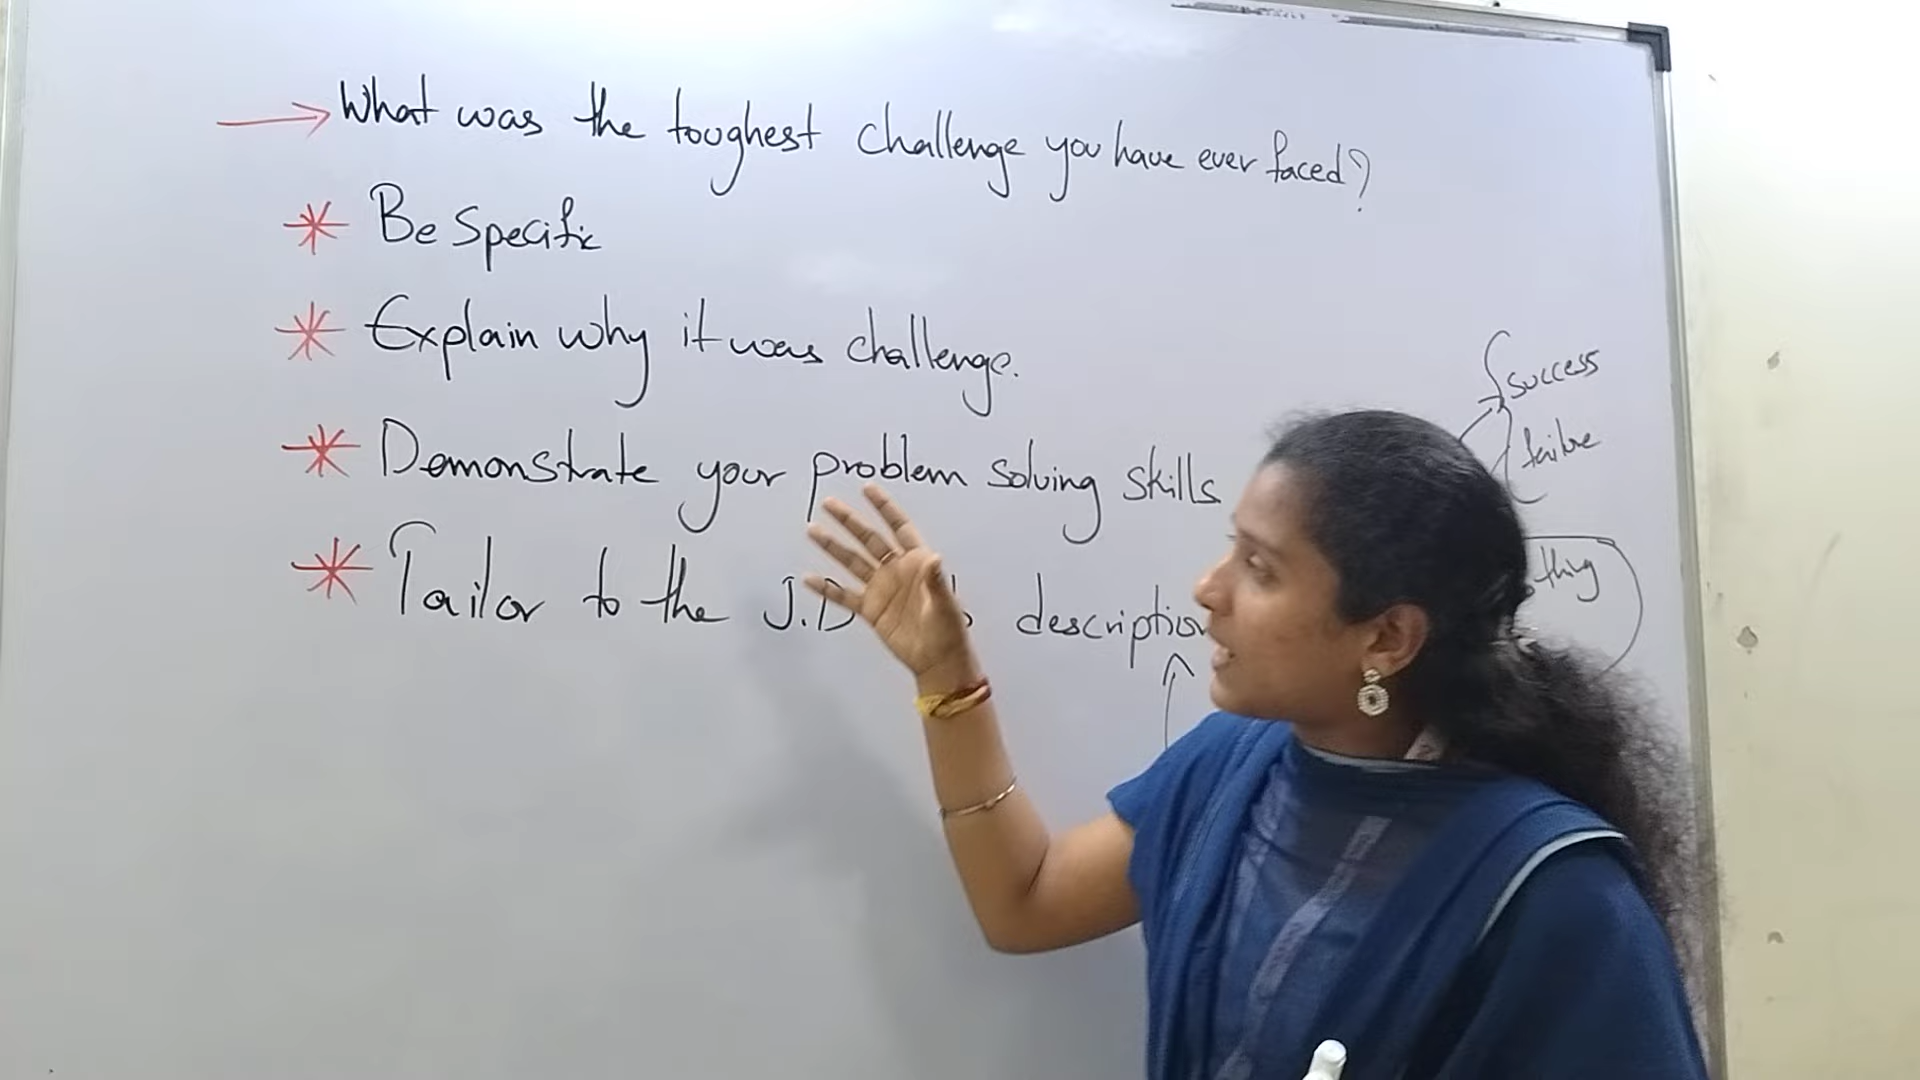 What was the toughest challenge you have ever faced?
* Be specific
* Explain why it was challenge.
* Demonstrate your problem solving skills
* Tailor to the J.D description
success
failure
thing